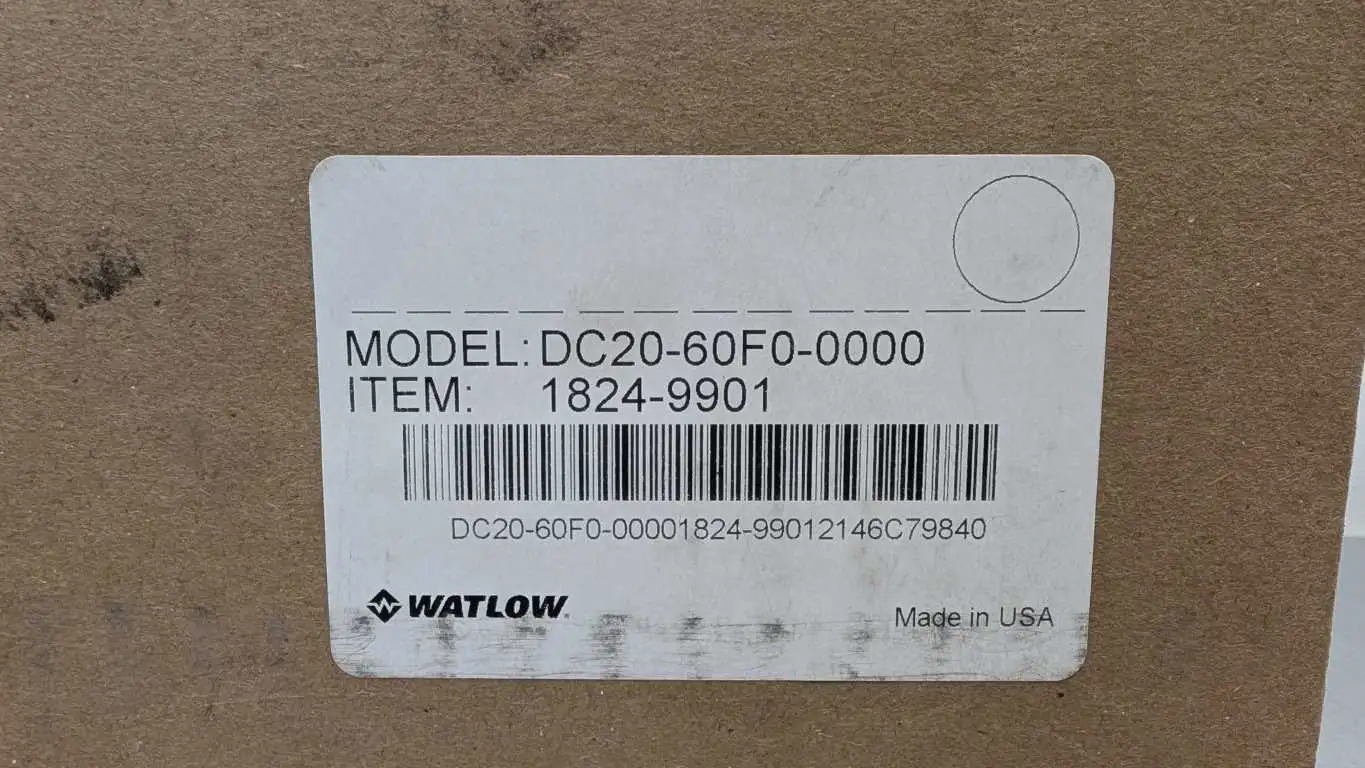 MODEL: DC20-60F0-0000
ITEM: 1824-9901
DC20-60F0-00001824-99012146C79840
WATLOW
Made in USA